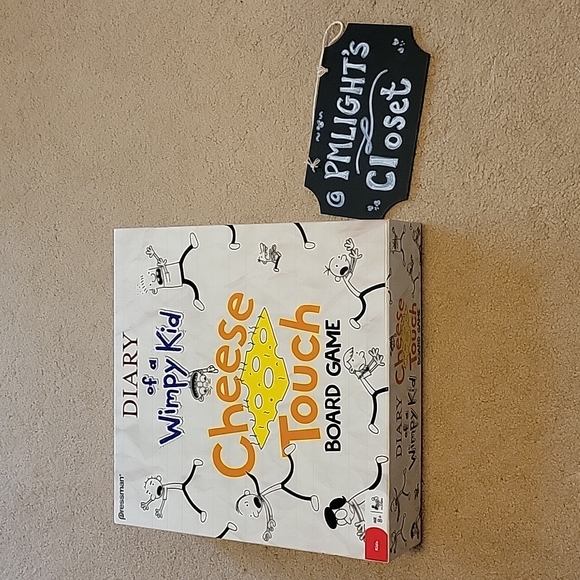 @ PMLIGHT'S
Closet
Pressman®
DIARY
of a
Wimpy Kid
Cheese
Touch
BOARD GAME
DIARY
of a
Wimpy Kid
Cheese
Touch